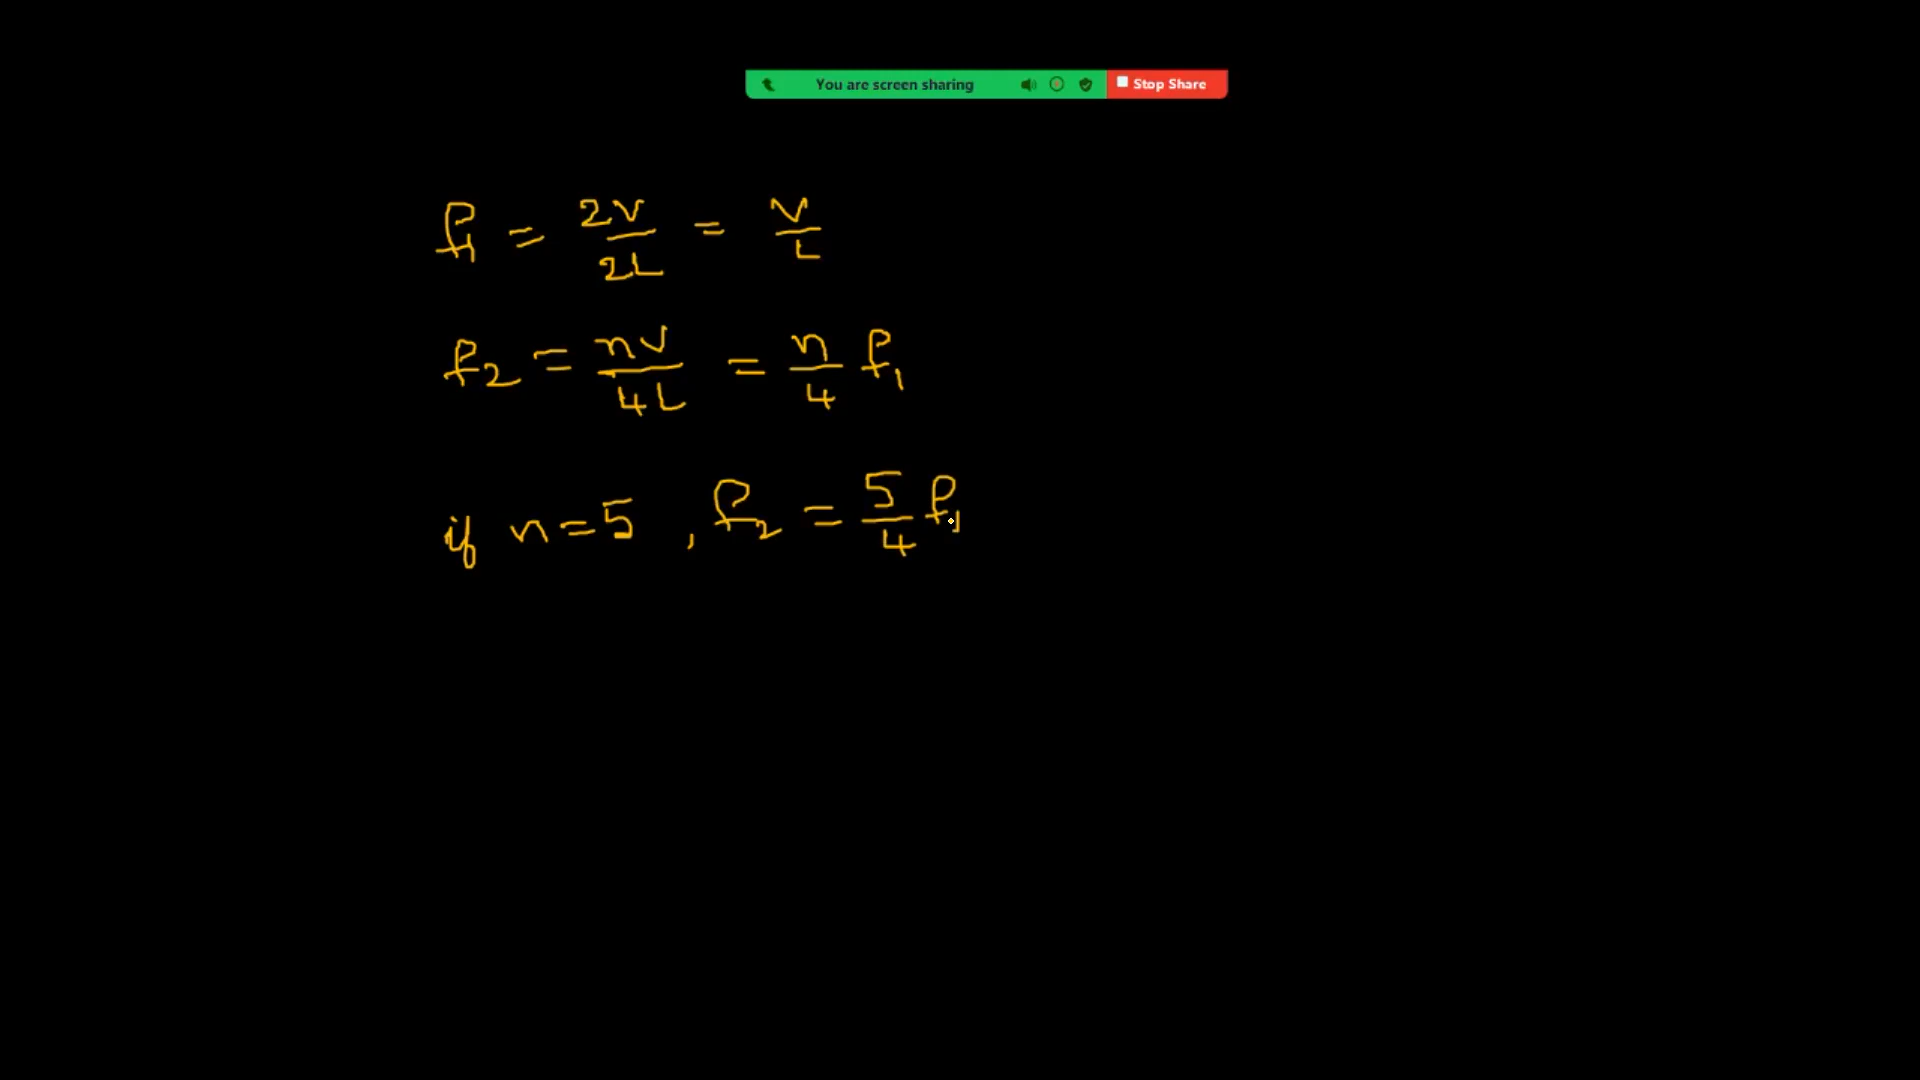 You are screen sharing Stop Share
f₁ = 2v/2L = v/L
f₂ = nv/4L = n/4 f₁
if n=5 , f₂ = 5/4 f₁